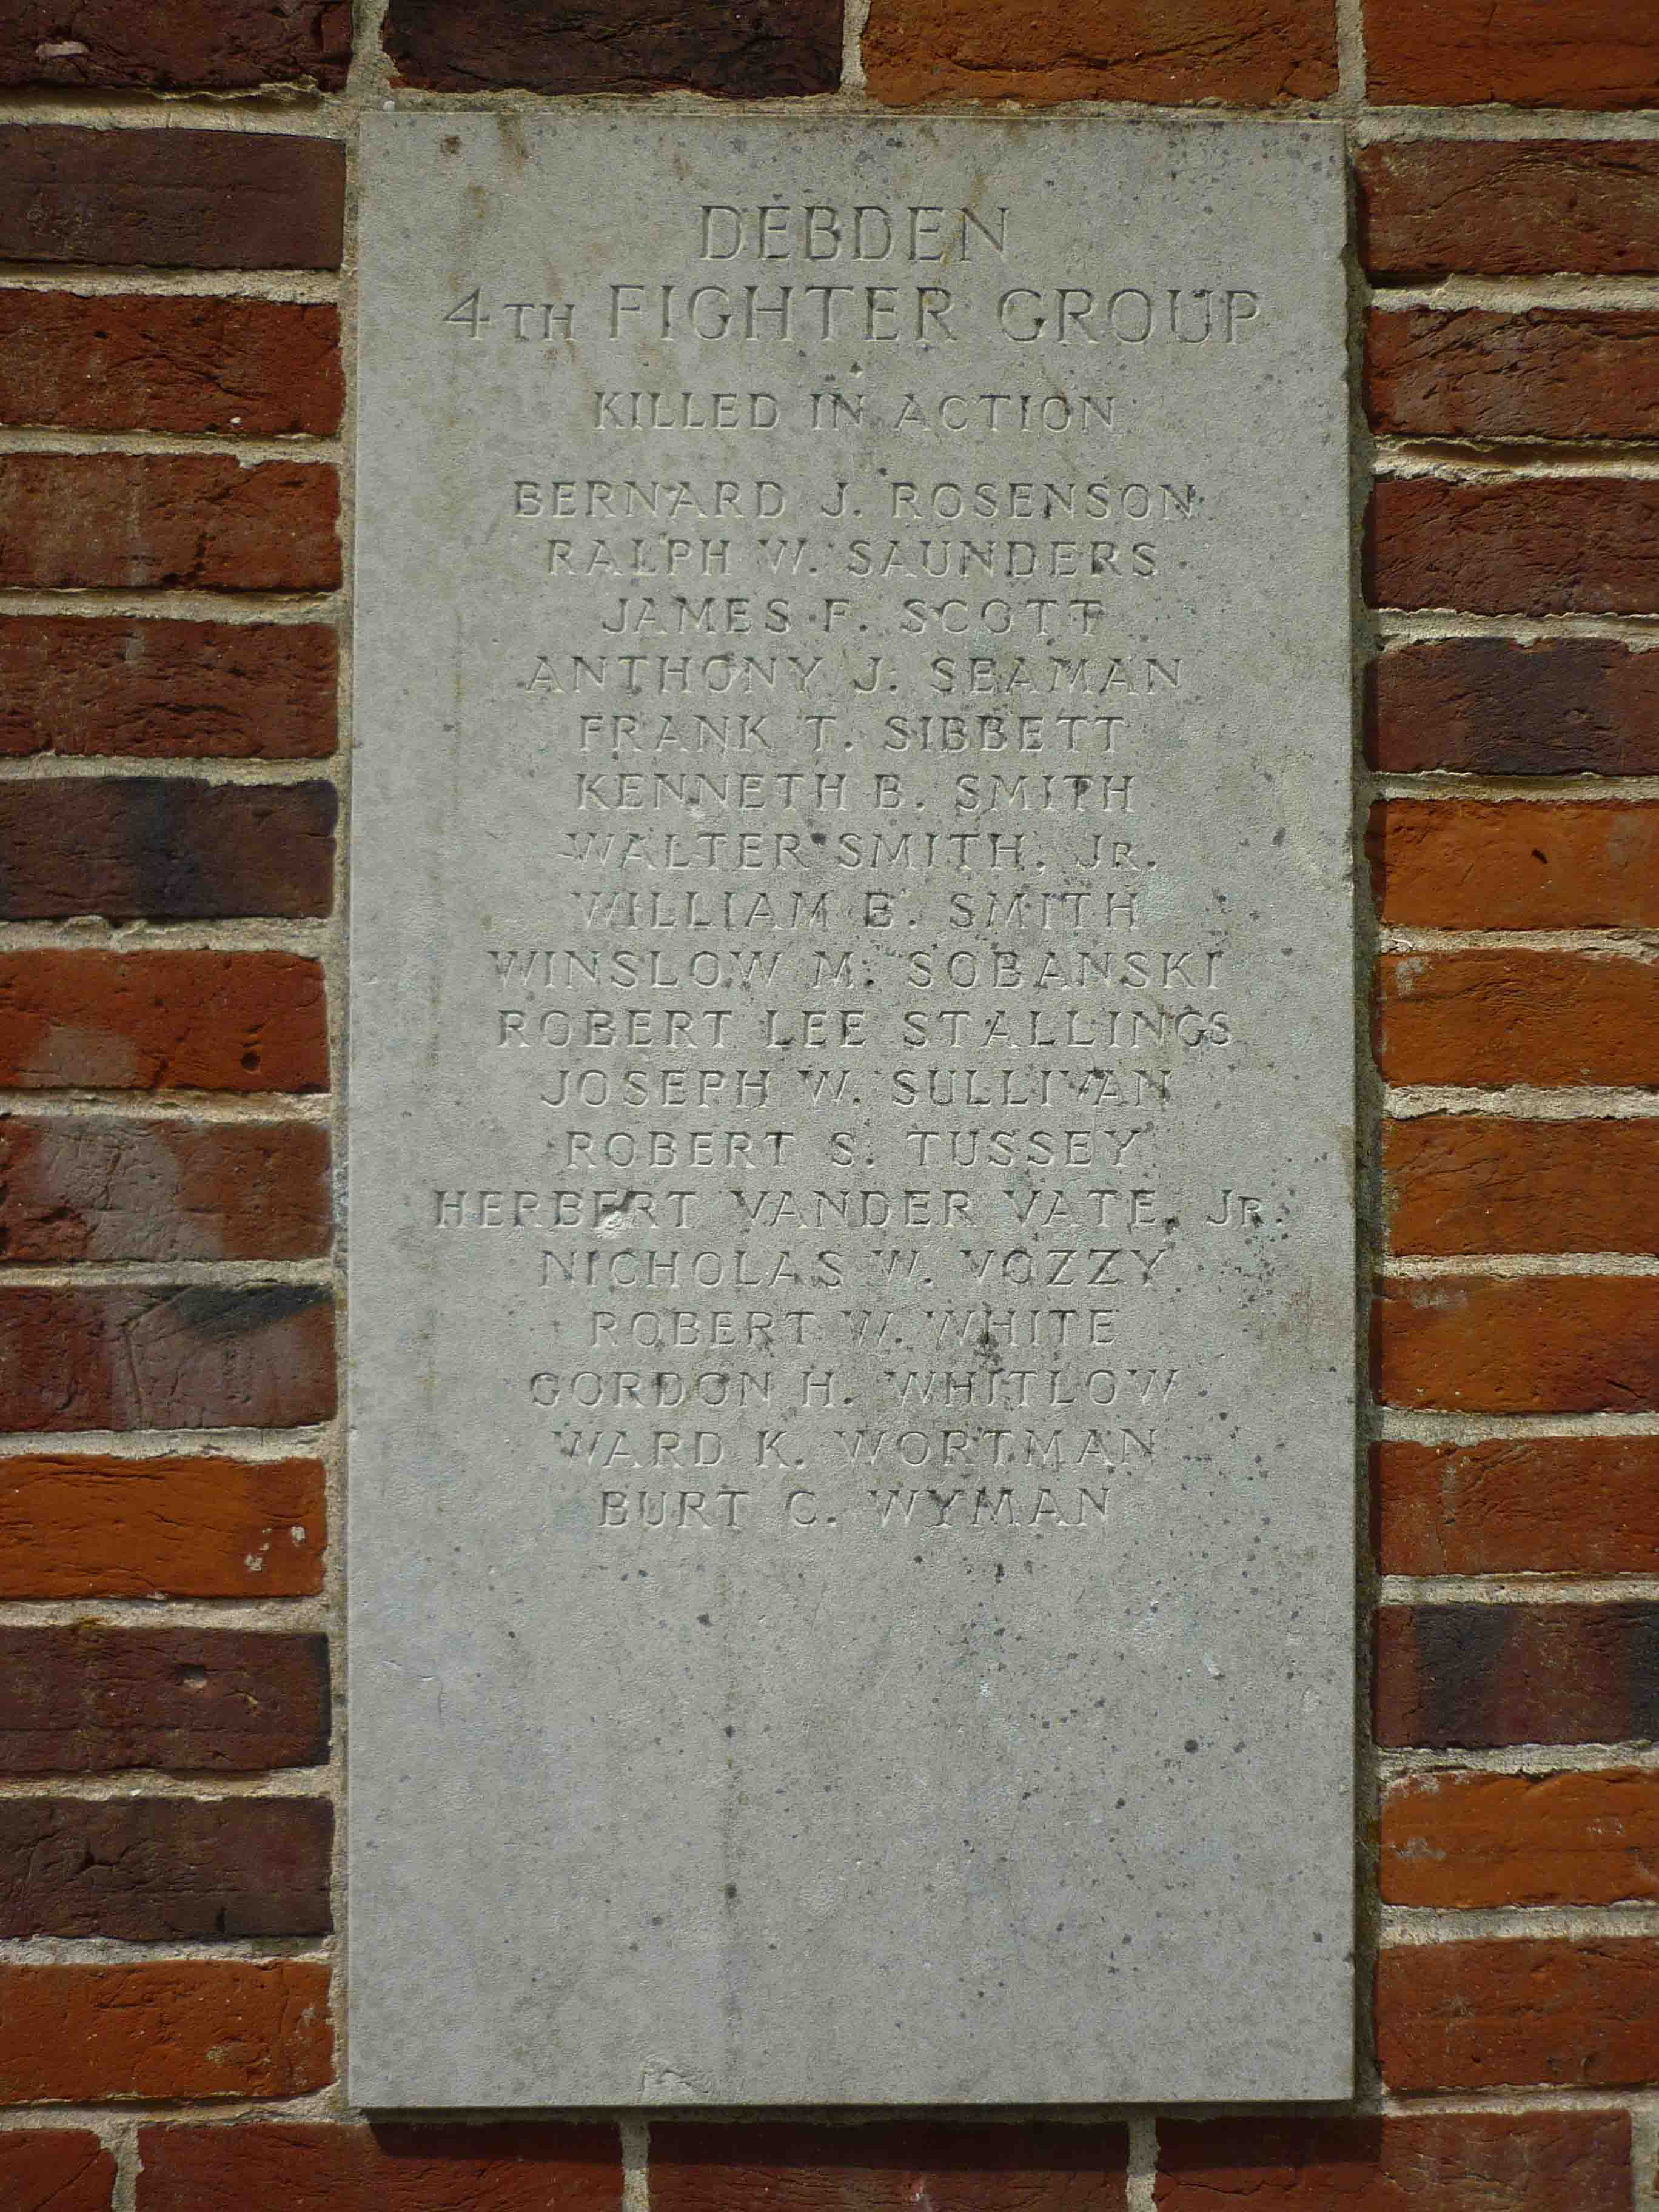 DEBDEN
4TH FIGHTER GROUP
KILLED IN ACTION
BERNARD J. ROSENSON
RALPH W. SAUNDERS
JAMES F. SCOTT
ANTHONY J. SEAMAN
FRANK T. SIBBETT
KENNETH B. SMITH
WALTER SMITH, JR.
WILLIAM B. SMITH
WINSLOW M. SOBANSKI
ROBERT LEE STALLINGS
JOSEPH W. SULLIVAN
ROBERT S. TUSSEY
HERBERT VANDER VATE, JR.
NICHOLAS W. VOZZY
ROBERT W. WHITE
GORDON H. WHITLOW
WARD K. WORTMAN
BURT C. WYMAN